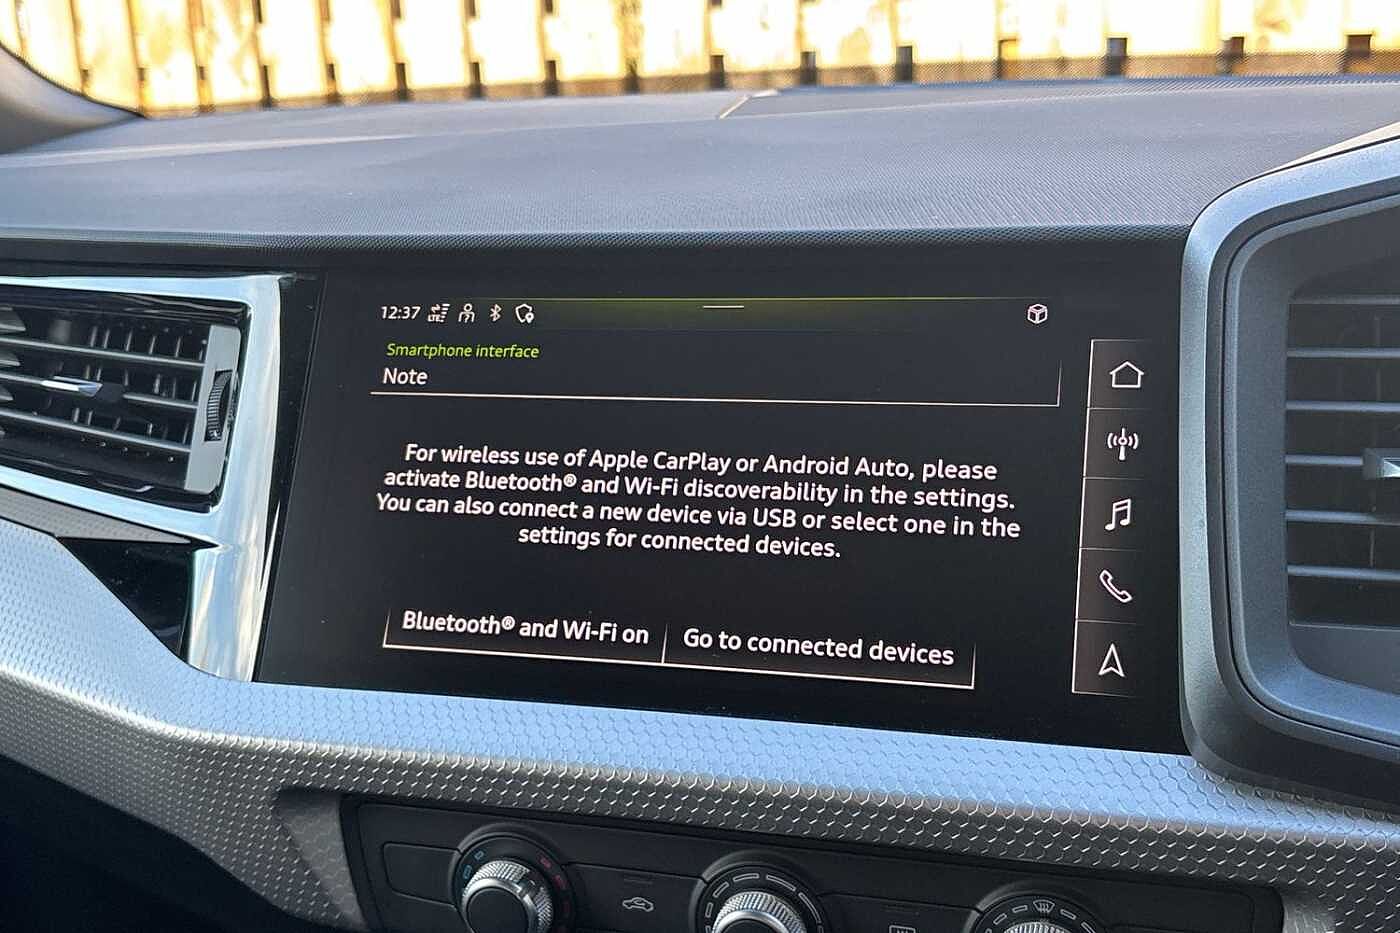 12:37 LTE
Smartphone interface
Note
For wireless use of Apple CarPlay or Android Auto, please
activate Bluetooth® and Wi-Fi discoverability in the settings.
You can also connect a new device via USB or select one in the
settings for connected devices.
Bluetooth® and Wi-Fi on
Go to connected devices